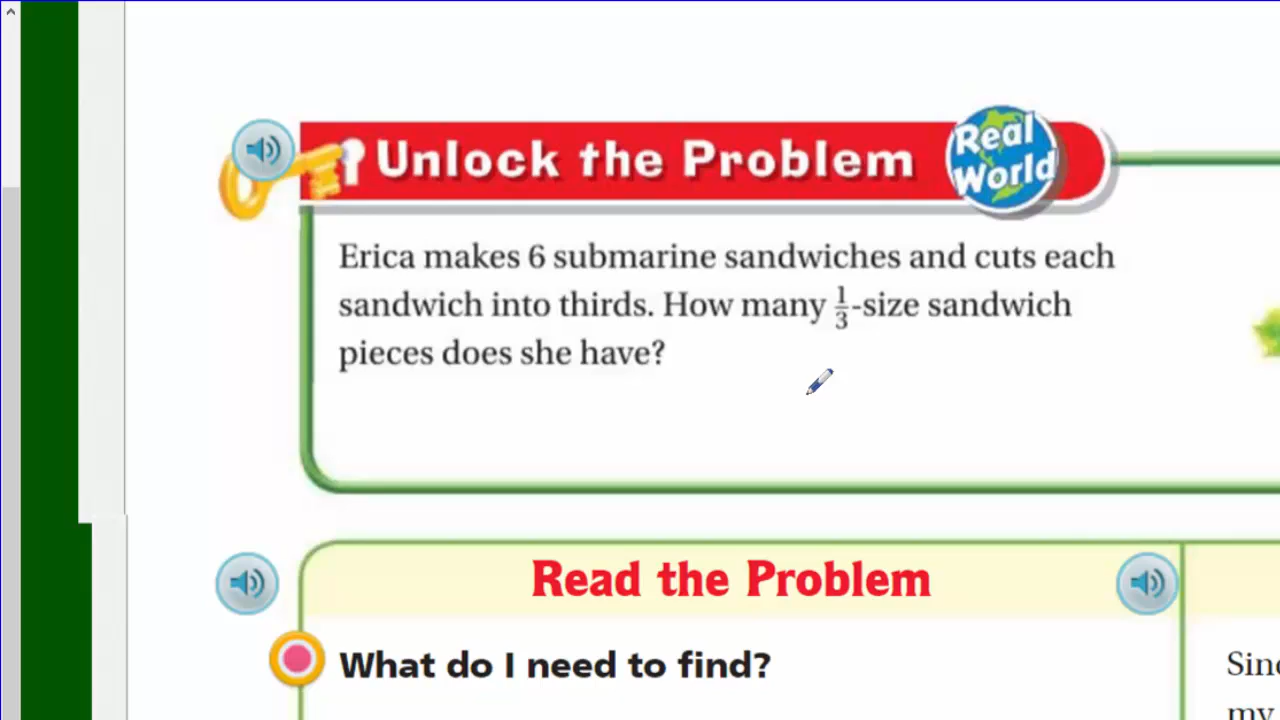 Unlock the Problem
Real
World
Erica makes 6 submarine sandwiches and cuts each
sandwich into thirds. How many 1/3-size sandwich
pieces does she have?
Read the Problem
What do I need to find?
my